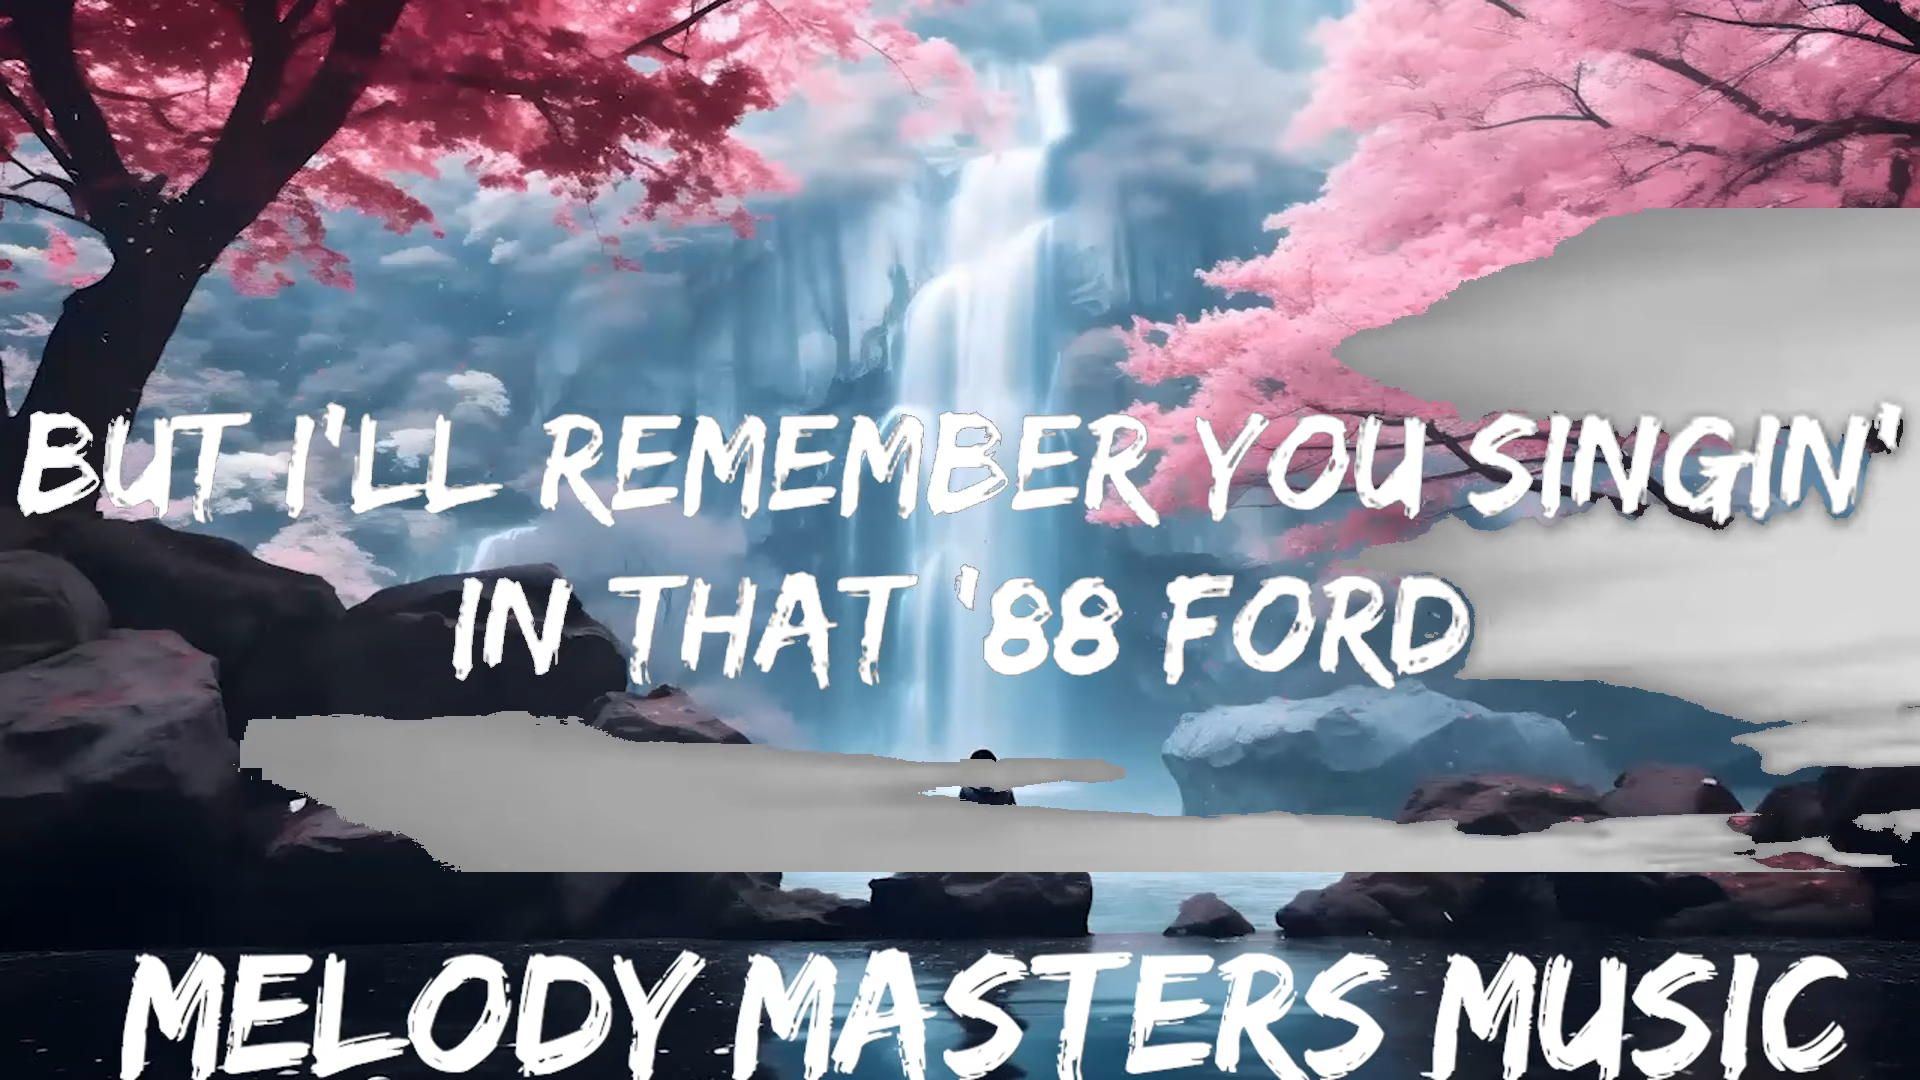 BUT I'LL REMEMBER YOU SINGIN'
IN THAT '88 FORD
MELODY MASTERS MUSIC